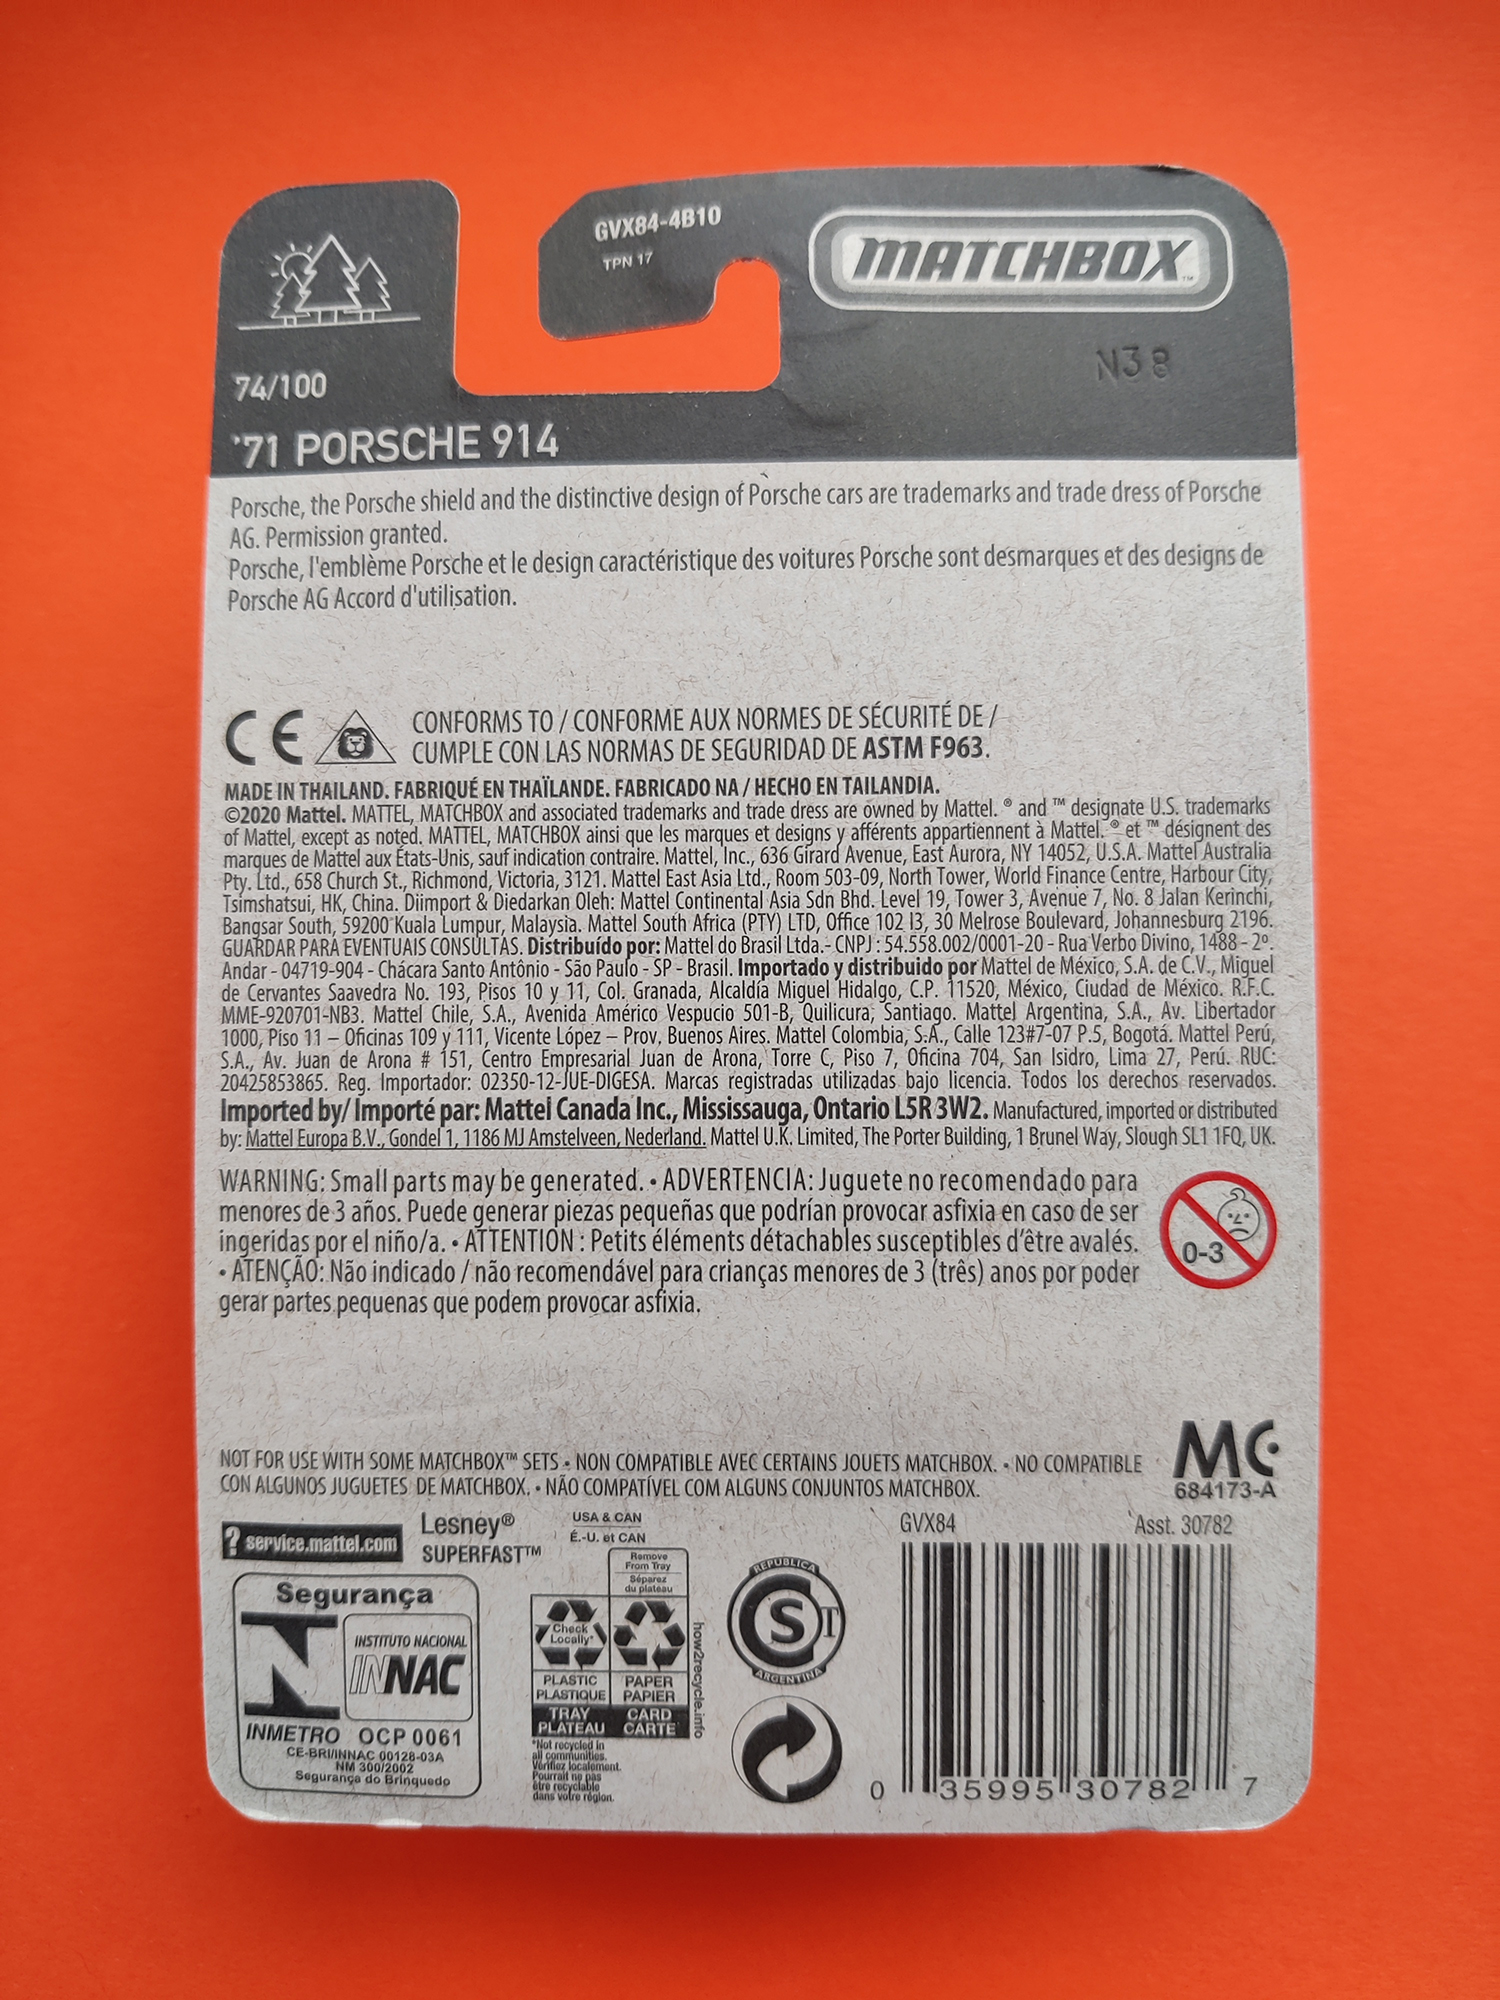 GVX84-4B10
TPN 17
MATCHBOX™
N38
74/100
'71 PORSCHE 914
Porsche, the Porsche shield and the distinctive design of Porsche cars are trademarks and trade dress of Porsche
AG. Permission granted.
Porsche, l'emblème Porsche et le design caractéristique des voitures Porsche sont desmarques et des designs de
Porsche AG Accord d'utilisation.
CE
CONFORMS TO / CONFORME AUX NORMES DE SÉCURITÉ DE /
CUMPLE CON LAS NORMAS DE SEGURIDAD DE ASTM F963.
MADE IN THAILAND. FABRIQUÉ EN THAÏLANDE. FABRICADO NA / HECHO EN TAILANDIA.
©2020 Mattel. MATTEL, MATCHBOX and associated trademarks and trade dress are owned by Mattel. ® and ™ designate U.S. trademarks
of Mattel, except as noted. MATTEL, MATCHBOX ainsi que les marques et designs y afférents appartiennent à Mattel. ® et ™ désignent des
marques de Mattel aux États-Unis, sauf indication contraire. Mattel, Inc., 636 Girard Avenue, East Aurora, NY 14052, U.S.A. Mattel Australia
Pty. Ltd., 658 Church St., Richmond, Victoria, 3121. Mattel East Asia Ltd., Room 503-09, North Tower, World Finance Centre, Harbour City,
Tsimshatsui, HK, China. Diimport & Diedarkan Oleh: Mattel Continental Asia Sdn Bhd. Level 19, Tower 3, Avenue 7, No. 8 Jalan Kerinchi,
Bangsar South, 59200 Kuala Lumpur, Malaysia. Mattel South Africa (PTY) LTD, Office 102 I3, 30 Melrose Boulevard, Johannesburg 2196.
GUARDAR PARA EVENTUAIS CONSULTAS. Distribuído por: Mattel do Brasil Ltda.- CNPJ : 54.558.002/0001-20 - Rua Verbo Divino, 1488 - 2º.
Andar - 04719-904 - Chácara Santo Antônio - São Paulo - SP - Brasil. Importado y distribuido por Mattel de México, S.A. de C.V., Miguel
de Cervantes Saavedra No. 193, Pisos 10 y 11, Col. Granada, Alcaldía Miguel Hidalgo, C.P. 11520, México, Ciudad de México. R.F.C.
MME-920701-NB3. Mattel Chile, S.A., Avenida Américo Vespucio 501-B, Quilicura, Santiago. Mattel Argentina, S.A., Av. Libertador
1000, Piso 11 – Oficinas 109 y 111, Vicente López – Prov. Buenos Aires. Mattel Colombia, S.A., Calle 123#7-07 P.5, Bogotá. Mattel Perú,
S.A., Av. Juan de Arona # 151, Centro Empresarial Juan de Arona, Torre C, Piso 7, Oficina 704, San Isidro, Lima 27, Perú. RUC:
20425853865. Reg. Importador: 02350-12-JUE-DIGESA. Marcas registradas utilizadas bajo licencia. Todos los derechos reservados.
Imported by/ Importé par: Mattel Canada Inc., Mississauga, Ontario L5R 3W2. Manufactured, imported or distributed
by: Mattel Europa B.V., Gondel 1, 1186 MJ Amstelveen, Nederland. Mattel U.K. Limited, The Porter Building, 1 Brunel Way, Slough SL1 1FQ, UK.
WARNING: Small parts may be generated. • ADVERTENCIA: Juguete no recomendado para
menores de 3 años. Puede generar piezas pequeñas que podrían provocar asfixia en caso de ser
ingeridas por el niño/a. • ATTENTION : Petits éléments détachables susceptibles d'être avalés.
• ATENÇÃO: Não indicado / não recomendável para crianças menores de 3 (três) anos por poder
gerar partes pequenas que podem provocar asfixia.
0-3
NOT FOR USE WITH SOME MATCHBOX™ SETS • NON COMPATIBLE AVEC CERTAINS JOUETS MATCHBOX. • NO COMPATIBLE
CON ALGUNOS JUGUETES DE MATCHBOX. • NÃO COMPATÍVEL COM ALGUNS CONJUNTOS MATCHBOX.
MC
684173-A
? service.mattel.com
Lesney®
SUPERFAST™
USA & CAN
É.-U. et CAN
Remove
From Tray
Séparez
du plateau
Check
Locally*
PLASTIC
PLASTIQUE
TRAY
PLATEAU
PAPER
PAPIER
CARD
CARTE
how2recycle.info
*Not recycled in
all communities.
Vérifiez localement.
Pourrait ne pas
être recyclable
dans votre région.
Segurança
INSTITUTO NACIONAL
INNAC
INMETRO OCP 0061
CE-BRI/INNAC 00128-03A
NM 300/2002
Segurança do Brinquedo
REPUBLICA
S T
ARGENTINA
GVX84
Asst. 30782
0 35995 30782 7